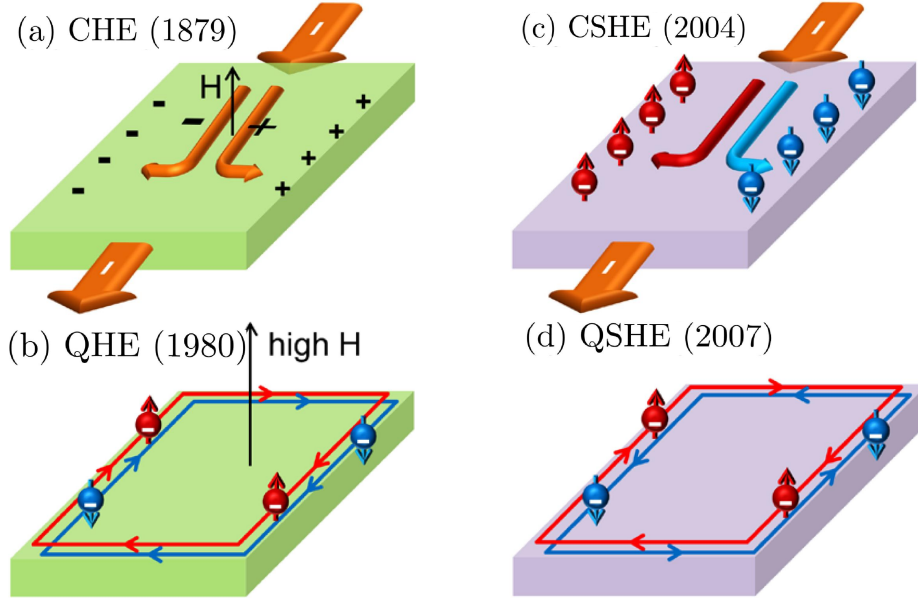 (a) CHE (1879)
H
(c) CSHE (2004)
(b) QHE (1980)
high H
(d) QSHE (2007)